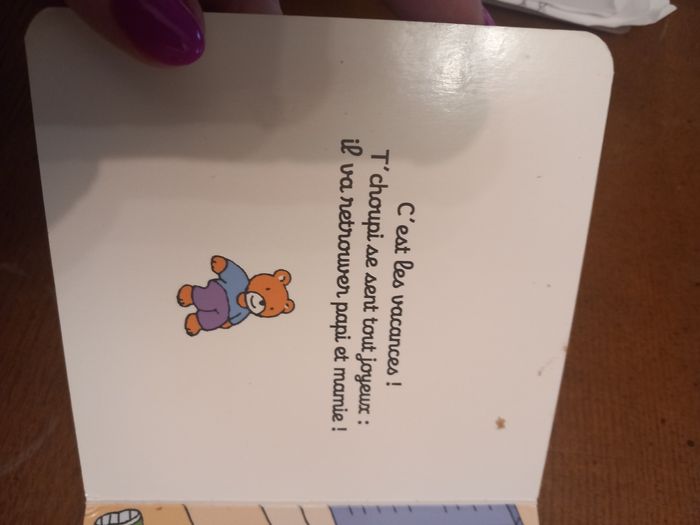 C'est les vacances !
T'choupi se sent tout joyeux :
il va retrouver papi et mamie !